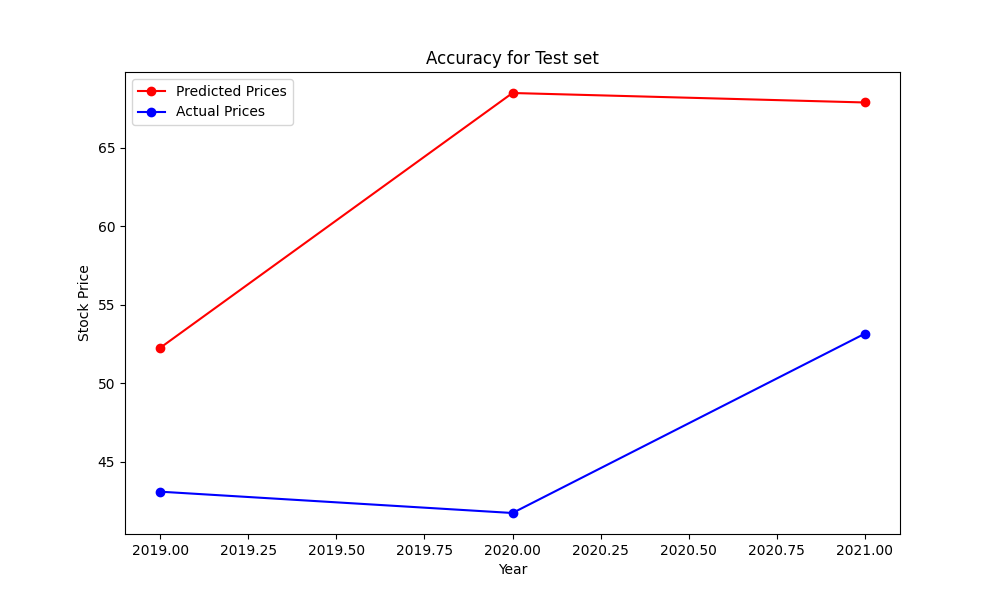 Accuracy for Test set
Predicted Prices
Actual Prices
Stock Price
65
60
55
50
45
2019.00 2019.25 2019.50 2019.75 2020.00 2020.25 2020.50 2020.75 2021.00
Year